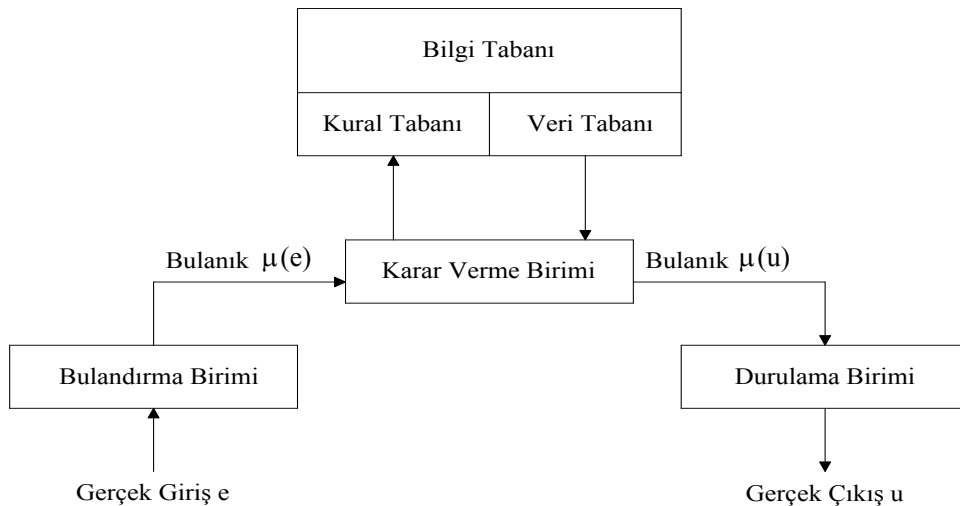 Bilgi Tabanı
Kural Tabanı
Veri Tabanı
Bulanık μ(e)
Karar Verme Birimi
Bulanık μ(u)
Bulandırma Birimi
Durulama Birimi
Gerçek Giriş e
Gerçek Çıkış u